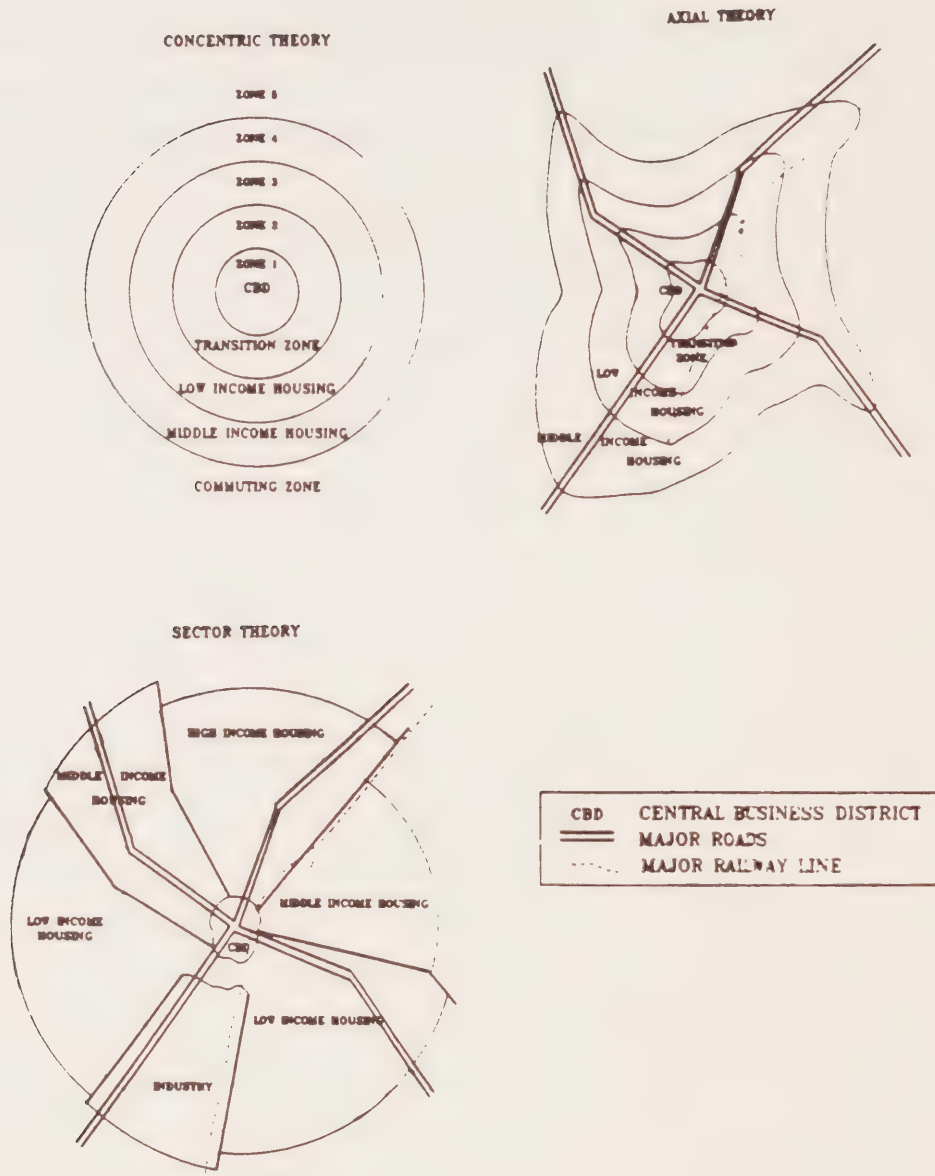 CONCENTRIC THEORY
ZONE 5
ZONE 4
ZONE 3
ZONE 2
ZONE 1
CBD
TRANSITION ZONE
LOW INCOME HOUSING
MIDDLE INCOME HOUSING
COMMUTING ZONE
AXIAL THEORY
CBD
TRANSITION
ZONE
LOW
INCOME
HOUSING
MIDDLE INCOME
HOUSING
SECTOR THEORY
HIGH INCOME HOUSING
MIDDLE INCOME
HOUSING
MIDDLE INCOME HOUSING
LOW INCOME
HOUSING
CBD
LOW INCOME HOUSING
INDUSTRY
CBD CENTRAL BUSINESS DISTRICT
MAJOR ROADS
MAJOR RAILWAY LINE